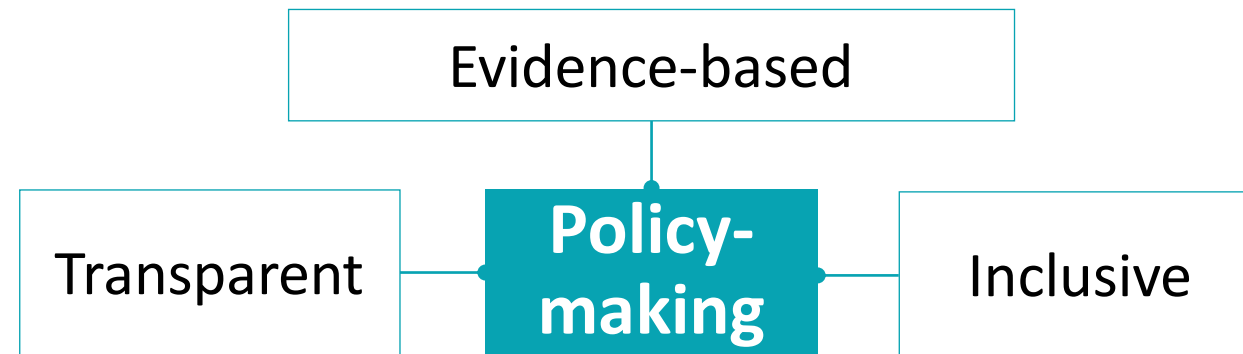 Evidence-based
Transparent
Policy-
making
Inclusive